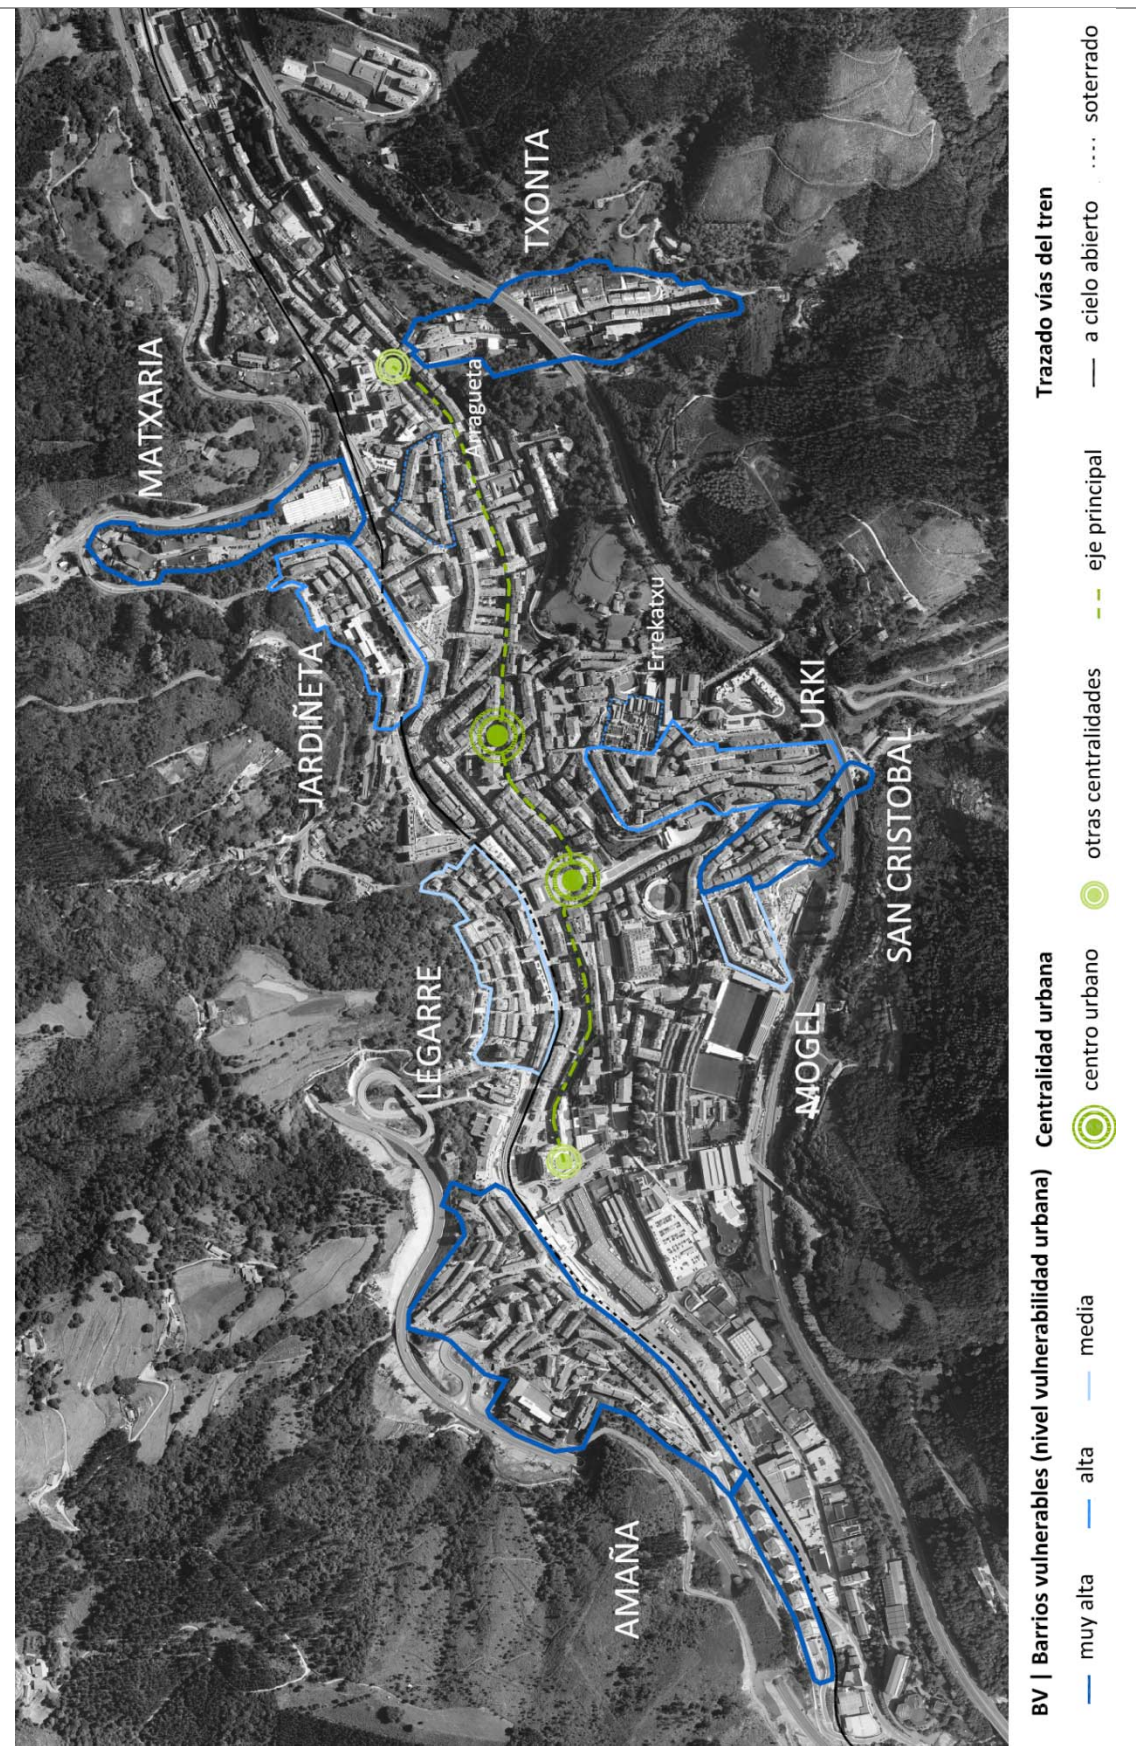 MATXARIA
JARDIÑETA
LEGARRE
Arragueta
TXONTA
AMAÑA
Errekatxu
MOGEL
URKI
SAN CRISTOBAL
BV | Barrios vulnerables (nivel vulnerabilidad urbana) Centralidad urbana Trazado vías del tren
muy alta alta media centro urbano otras centralidades eje principal a cielo abierto soterrado